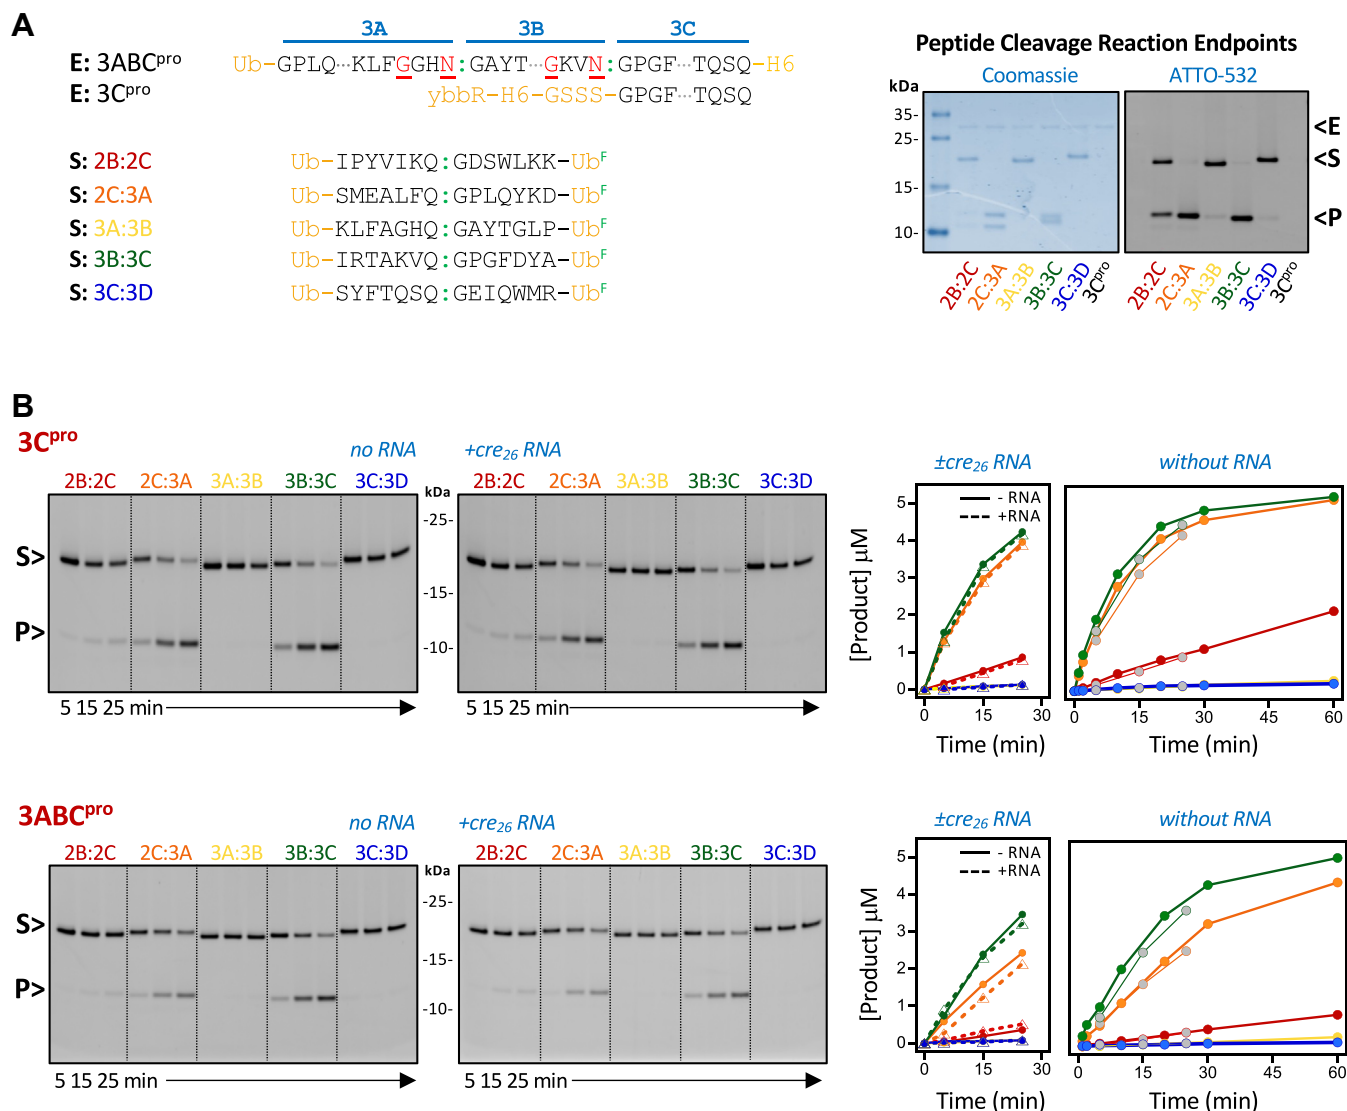 A
3A 3B 3C
E: 3ABCpro Ub–GPLQ···KLFGGHN:GAYT···GKVN:GPGF···TQSQ–H6
E: 3Cpro ybbR–H6–GSSS–GPGF···TQSQ
S: 2B:2C Ub–IPYVIKQ:GDSWLKK–UbF
S: 2C:3A Ub–SMEALFQ:GPLQYKD–UbF
S: 3A:3B Ub–KLFAGHQ:GAYTGLP–UbF
S: 3B:3C Ub–IRTAKVQ:GPGFDYA–UbF
S: 3C:3D Ub–SYFTQSQ:GEIQWMR–UbF
Peptide Cleavage Reaction Endpoints
Coomassie ATTO-532
kDa
35-
25-
15-
10-
<E
<S
<P
2B:2C 2C:3A 3A:3B 3B:3C 3C:3D 3Cpro 2B:2C 2C:3A 3A:3B 3B:3C 3C:3D 3Cpro
B
3Cpro
no RNA +cre26 RNA
2B:2C 2C:3A 3A:3B 3B:3C 3C:3D 2B:2C 2C:3A 3A:3B 3B:3C 3C:3D
kDa
-25-
-15-
-10-
S>
P>
5 15 25 min 5 15 25 min
±cre26 RNA without RNA
- RNA
+RNA
[Product] µM
5
4
3
2
1
0
0 15 30 0 15 30 45 60
Time (min) Time (min)
3ABCpro
no RNA +cre26 RNA
2B:2C 2C:3A 3A:3B 3B:3C 3C:3D 2B:2C 2C:3A 3A:3B 3B:3C 3C:3D
kDa
-25-
-15-
-10-
S>
P>
5 15 25 min 5 15 25 min
±cre26 RNA without RNA
- RNA
+RNA
[Product] µM
5
4
3
2
1
0
0 15 30 0 15 30 45 60
Time (min) Time (min)